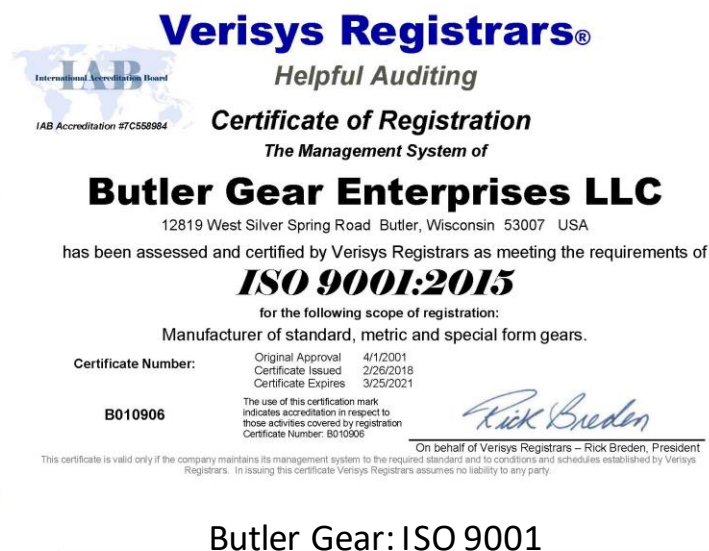 Verisys Registrars®
IAB
International Accreditation Board
Helpful Auditing
IAB Accreditation #7C558984
Certificate of Registration
The Management System of
Butler Gear Enterprises LLC
12819 West Silver Spring Road Butler, Wisconsin 53007 USA
has been assessed and certified by Verisys Registrars as meeting the requirements of
ISO 9001:2015
for the following scope of registration:
Manufacturer of standard, metric and special form gears.
Certificate Number:
B010906
Original Approval 4/1/2001
Certificate Issued 2/26/2018
Certificate Expires 3/25/2021
The use of this certification mark
indicates accreditation in respect to
those activities covered by registration
Certificate Number: B010906
Rick Breden
On behalf of Verisys Registrars – Rick Breden, President
This certificate is valid only if the company maintains its management system to the required standard and to conditions and schedules established by Verisys
Registrars. In issuing this certificate Verisys Registrars assumes no liability to any party.
Butler Gear: ISO 9001